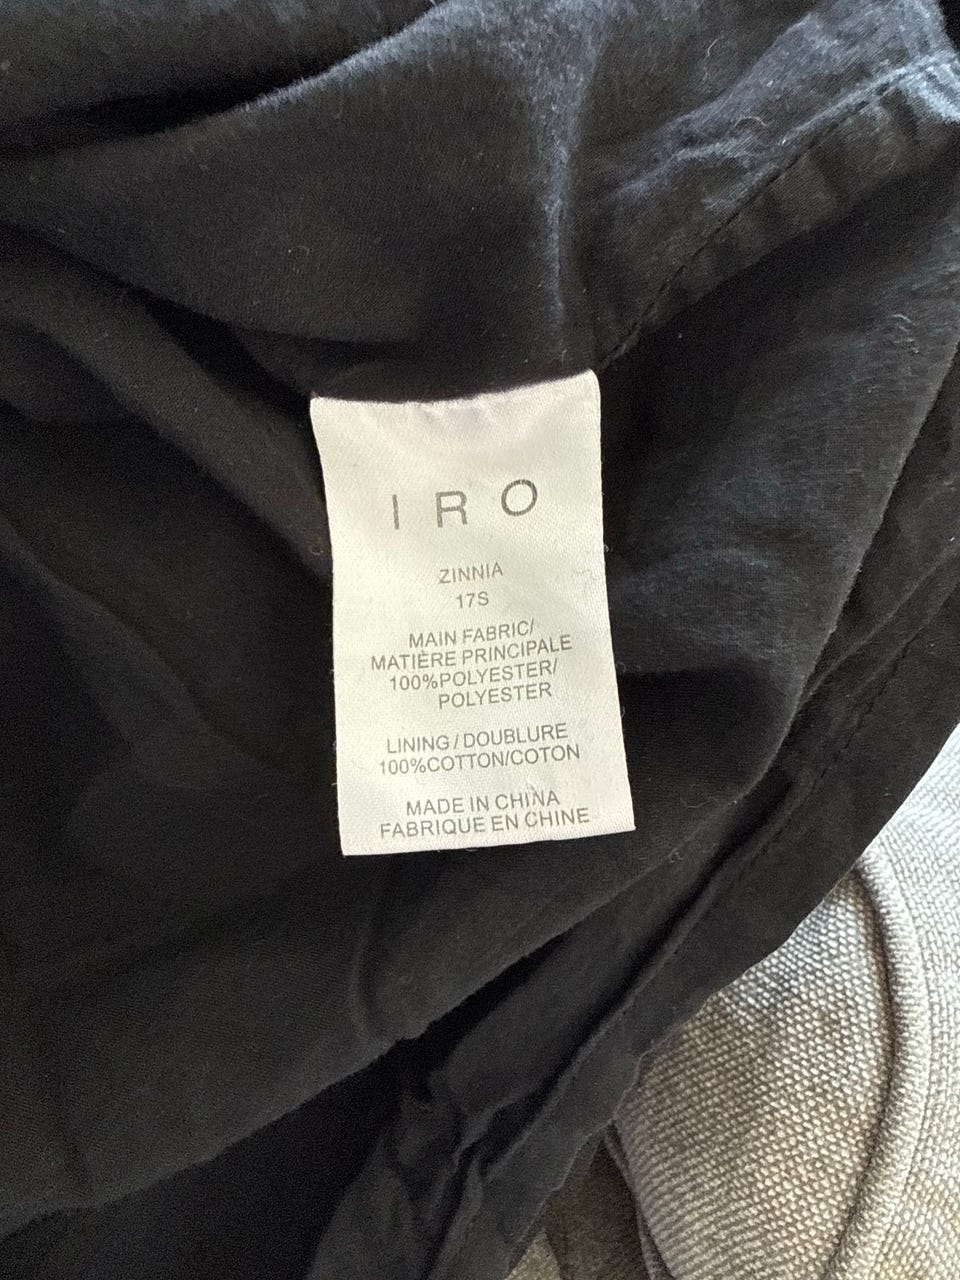 IRO
ZINNIA
17S
MAIN FABRIC/
MATIÈRE PRINCIPALE
100%POLYESTER/
POLYESTER
LINING/DOUBLURE
100%COTTON/COTON
MADE IN CHINA
FABRIQUE EN CHINE